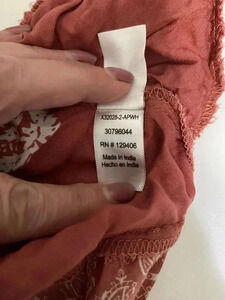 X32028-2-APWH
30796044
RN # 129406
Made in India
Hecho en India